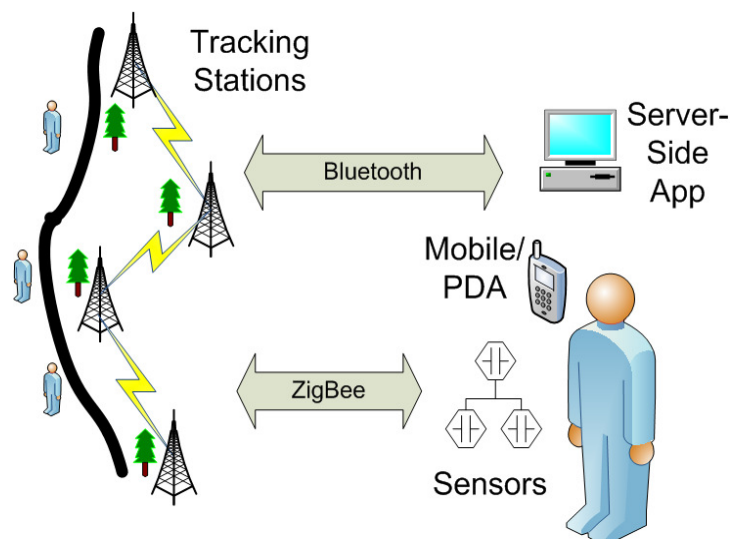 Tracking
Stations
Bluetooth
Server-
Side
App
Mobile/
PDA
ZigBee
Sensors